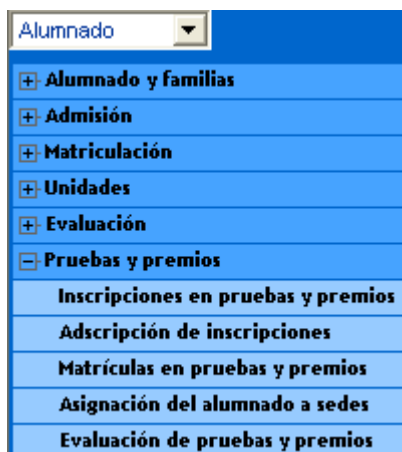 Alumnado
Alumnado y familias
Admisión
Matriculación
Unidades
Evaluación
Pruebas y premios
Inscripciones en pruebas y premios
Adscripción de inscripciones
Matrículas en pruebas y premios
Asignación del alumnado a sedes
Evaluación de pruebas y premios